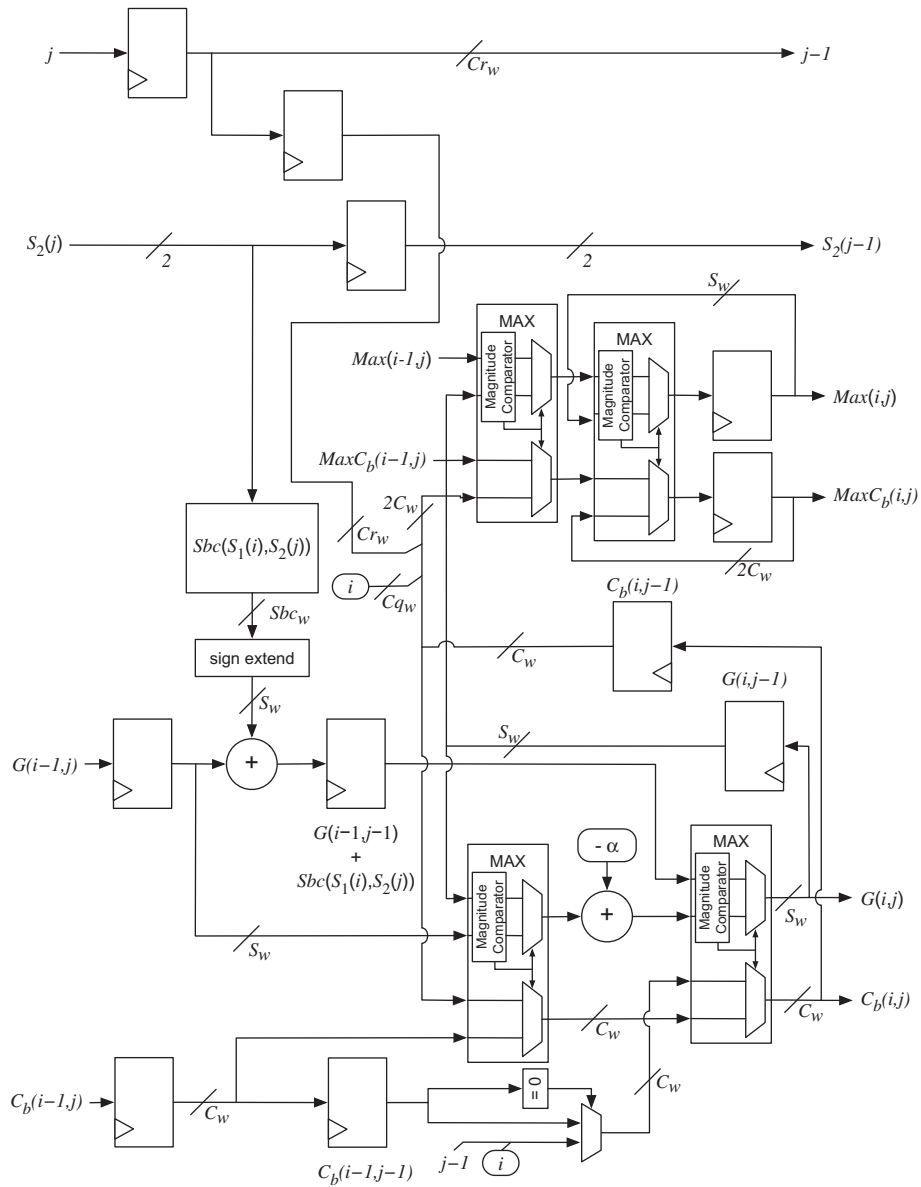 j
Cr_w
j−1
S_2(j)
2
2
S_2(j−1)
S_w
MAX
MAX
Max(i-1,j)
Magnitude
Comparator
Magnitude
Comparator
Max(i,j)
MaxC_b(i−1,j)
2C_w
MaxC_b(i,j)
Cr_w
Sbc(S_1(i),S_2(j))
i
Cq_w
2C_w
C_b(i,j−1)
Sbc_w
C_w
sign extend
G(i,j−1)
S_w
S_w
G(i−1,j)
+
G(i−1,j−1)
+
Sbc(S_1(i),S_2(j))
MAX
- α
MAX
Magnitude
Comparator
+
Magnitude
Comparator
S_w
G(i,j)
S_w
C_w
C_w
C_b(i,j)
C_b(i−1,j)
C_w
= 0
C_w
j−1
i
C_b(i−1,j−1)